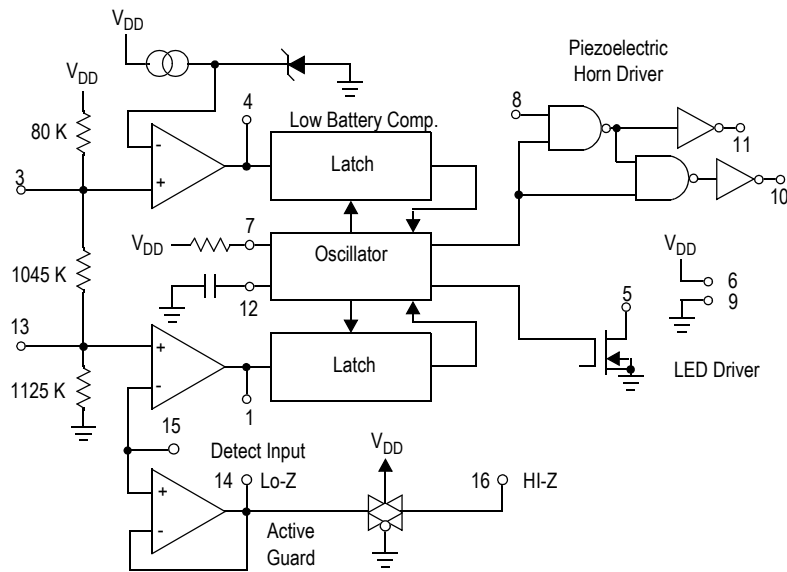 VDD
Piezoelectric
Horn Driver
VDD
4
8
80 K
Low Battery Comp.
-
Latch
11
3
+
10
7
VDD
Oscillator
VDD
1045 K
6
12
5
9
13
+
Latch
LED Driver
-
1125 K
1
15
VDD
Detect Input
14
Lo-Z
16
HI-Z
+
-
Active
Guard